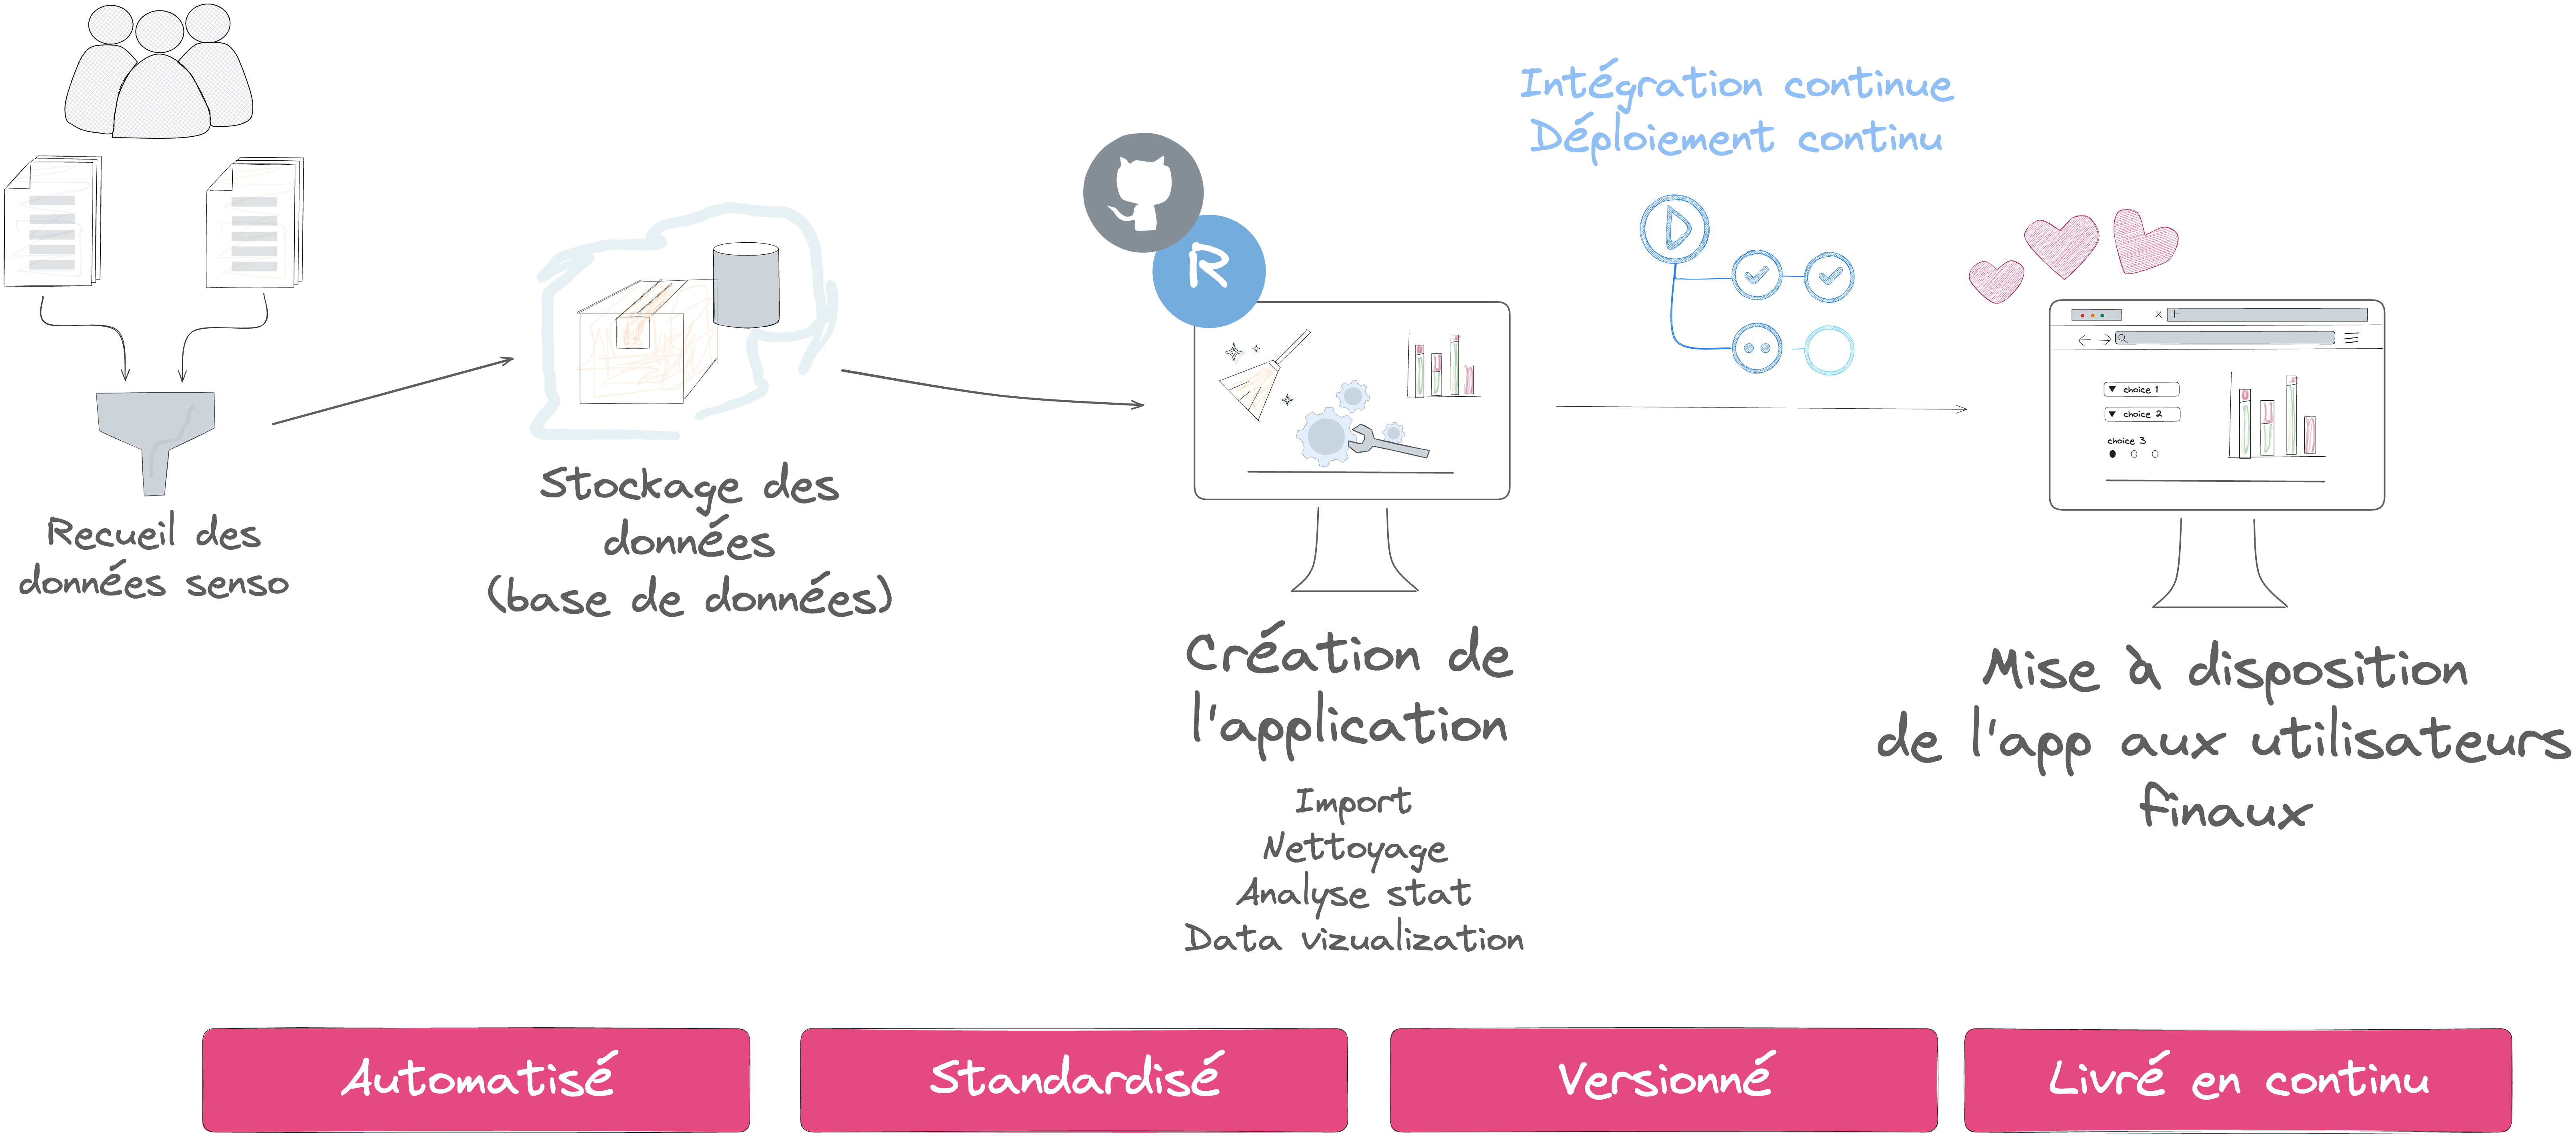 Recueil des
données senso
Stockage des
données
(base de données)
R
Création de
l'application
Import
Nettoyage
Analyse stat
Data vizualization
Intégration continue
Déploiement continu
x +
choice 1
choice 2
choice 3
Mise à disposition
de l'app aux utilisateurs
finaux
Automatisé
Standardisé
Versionné
Livré en continu